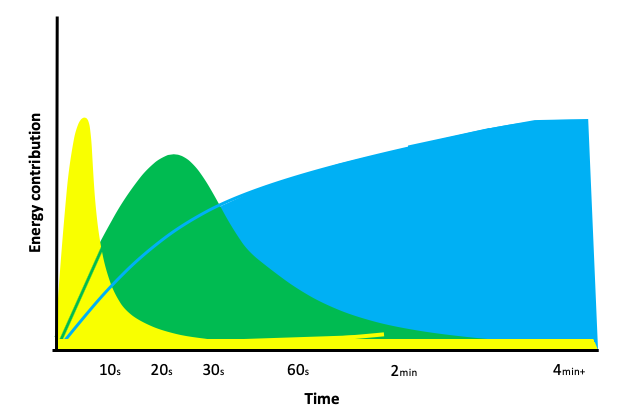 Energy contribution
10s 20s 30s 60s 2min 4min+
Time